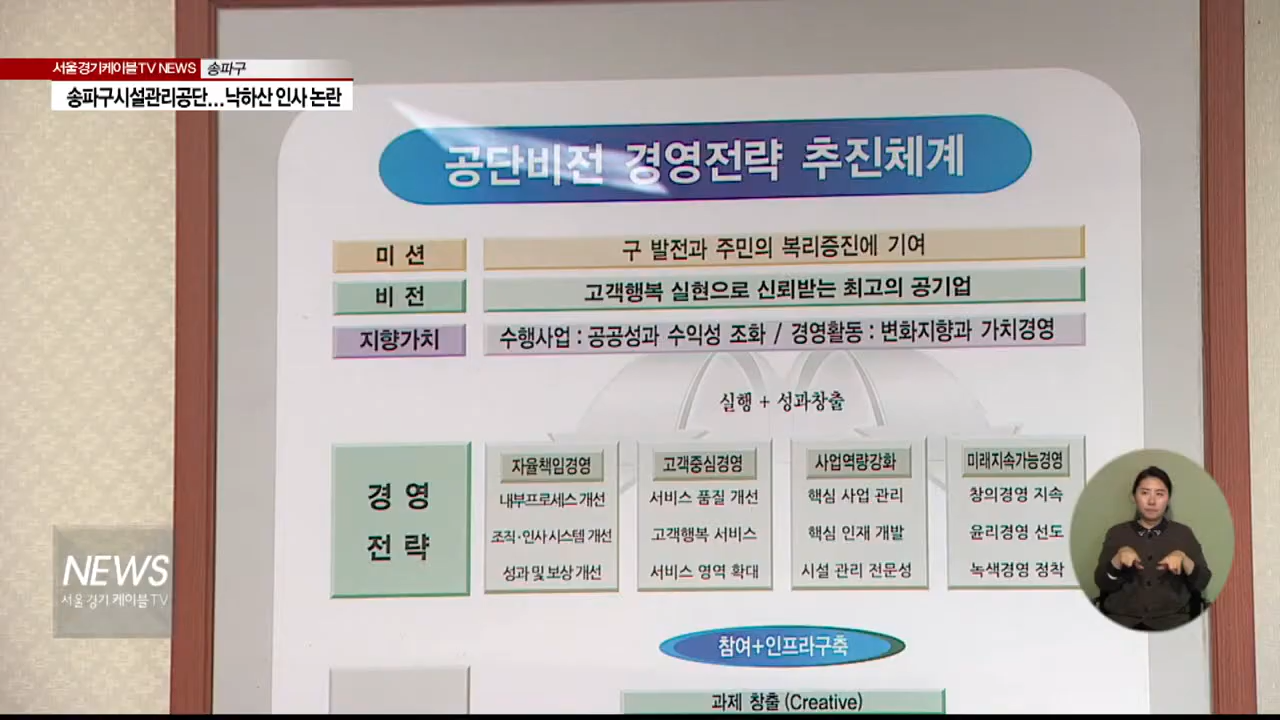 서울경기케이블TV NEWS 송파구
송파구시설관리공단...낙하산 인사 논란
공단비전 경영전략 추진체계
미 션 구 발전과 주민의 복리증진에 기여
비 전 고객행복 실현으로 신뢰받는 최고의 공기업
지향가치 수행사업 : 공공성과 수익성 조화 / 경영활동 : 변화지향과 가치경영
실행 + 성과창출
경 영
전 략
자율책임경영
내부프로세스 개선
조직·인사 시스템 개선
성과 및 보상 개선
고객중심경영
서비스 품질 개선
고객행복 서비스
서비스 영역 확대
사업역량강화
핵심 사업 관리
핵심 인재 개발
시설 관리 전문성
미래지속가능경영
창의경영 지속
윤리경영 선도
녹색경영 정착
참여+인프라구축
과제 창출 (Creative)
NEWS
서울 경기 케이블 TV